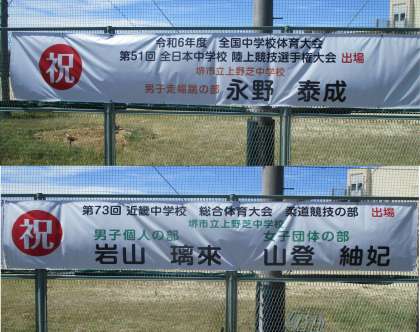 祝
令和6年度 全国中学校体育大会
第51回 全日本中学校 陸上競技選手権大会 出場
堺市立上野芝中学校
男子走幅跳の部 永野 泰成
祝
第73回 近畿中学校 総合体育大会 柔道競技の部 出場
堺市立上野芝中学校
男子個人の部 女子団体の部
岩山 璃來 山登 紬妃